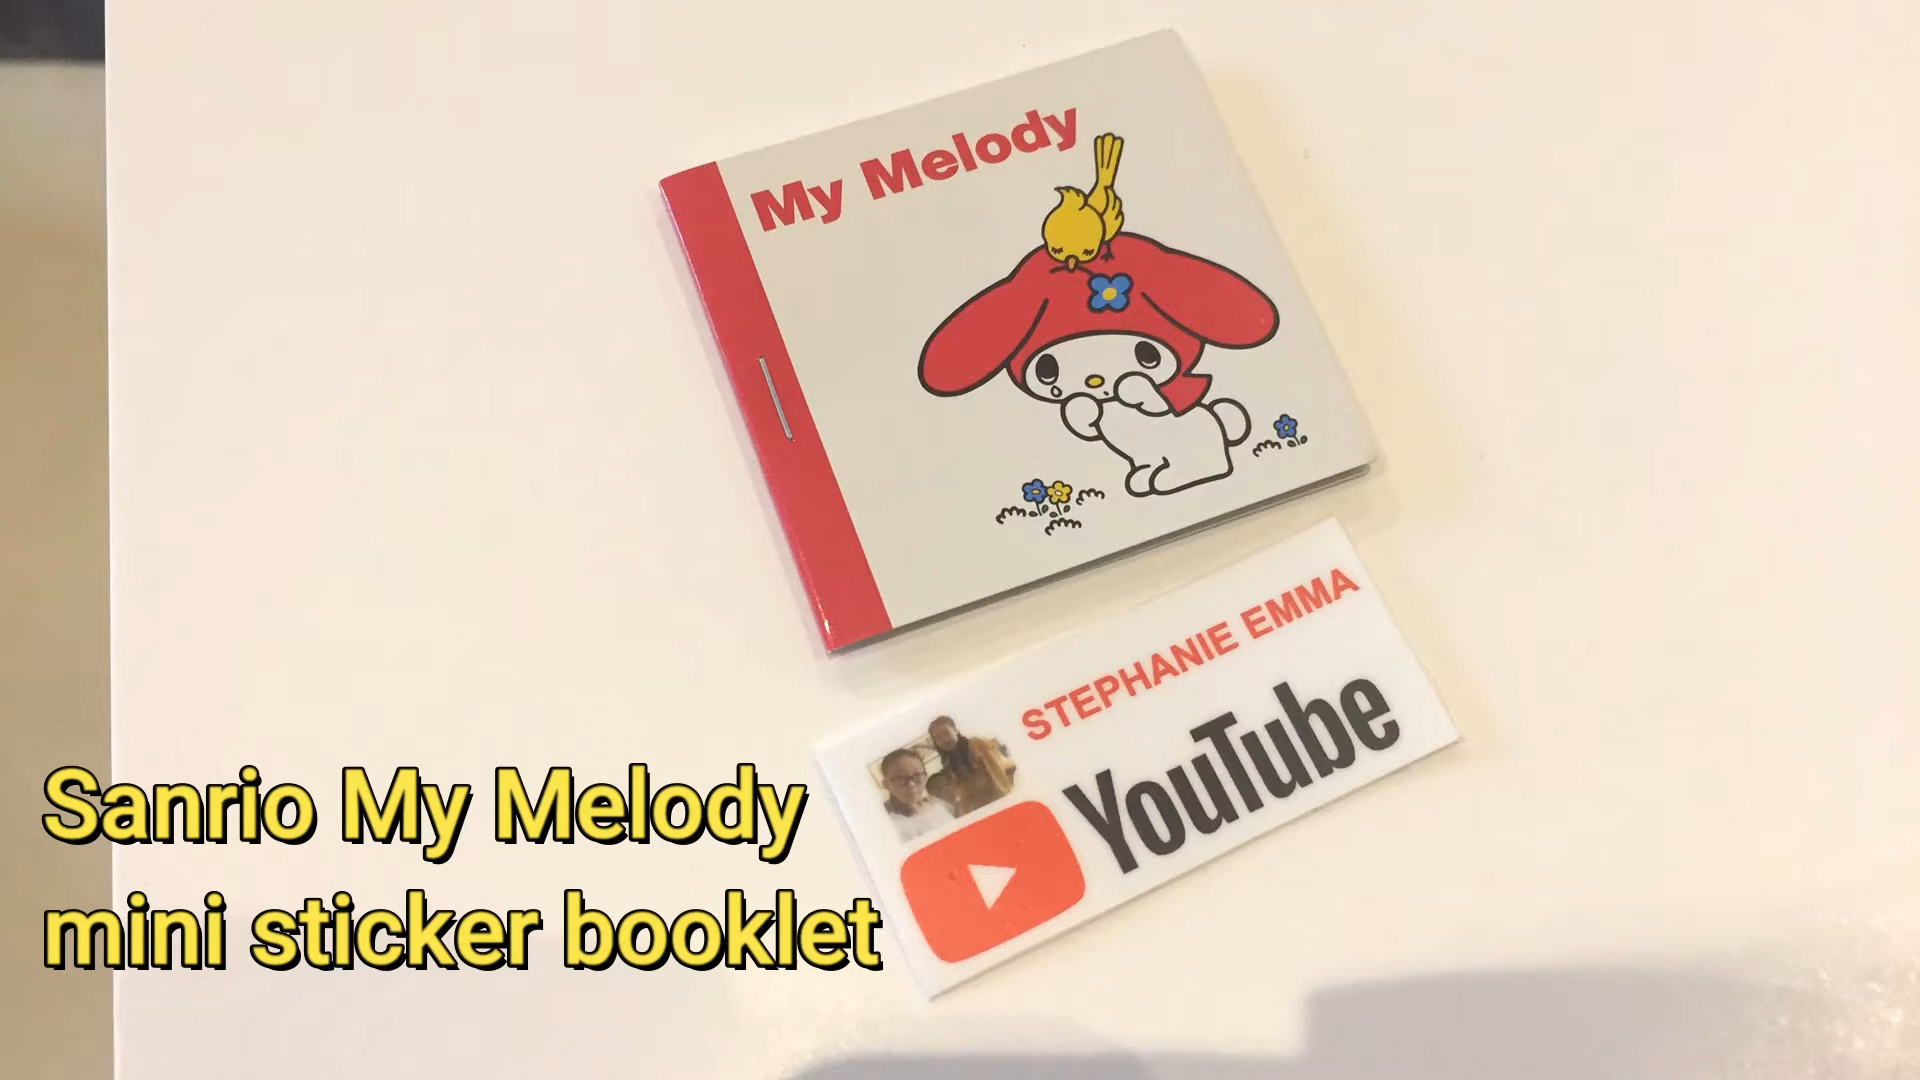 My Melody
STEPHANIE EMMA
YouTube
Sanrio My Melody
mini sticker booklet